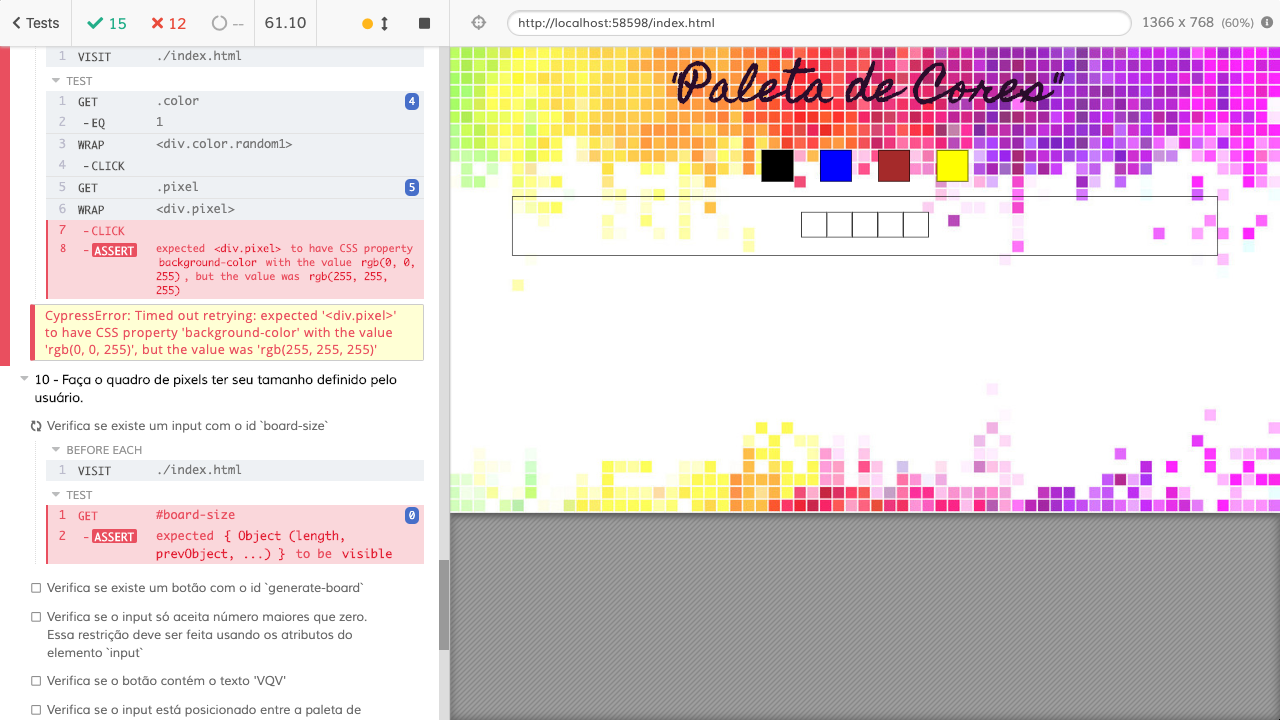 Tests 15 12 -- 61.10
http://localhost:58598/index.html 1366 x 768 (60%)
1 VISIT ./index.html
TEST
1 GET .color 4
2 - EQ 1
3 WRAP <div.color.random1>
4 - CLICK
5 GET .pixel 5
6 WRAP <div.pixel>
7 - CLICK
8 - ASSERT expected <div.pixel> to have CSS property
background-color with the value rgb(0, 0,
255) , but the value was rgb(255, 255,
255)
CypressError: Timed out retrying: expected '<div.pixel>'
to have CSS property 'background-color' with the value
'rgb(0, 0, 255)', but the value was 'rgb(255, 255, 255)'
10 - Faça o quadro de pixels ter seu tamanho definido pelo
usuário.
Verifica se existe um input com o id `board-size`
BEFORE EACH
1 VISIT ./index.html
TEST
1 GET #board-size 0
2 - ASSERT expected { Object (length,
prevObject, ...) } to be visible
Verifica se existe um botão com o id `generate-board`
Verifica se o input só aceita número maiores que zero.
Essa restrição deve ser feita usando os atributos do
elemento `input`
Verifica se o botão contém o texto 'VQV'
Verifica se o input está posicionado entre a paleta de
"Paleta de Cores"